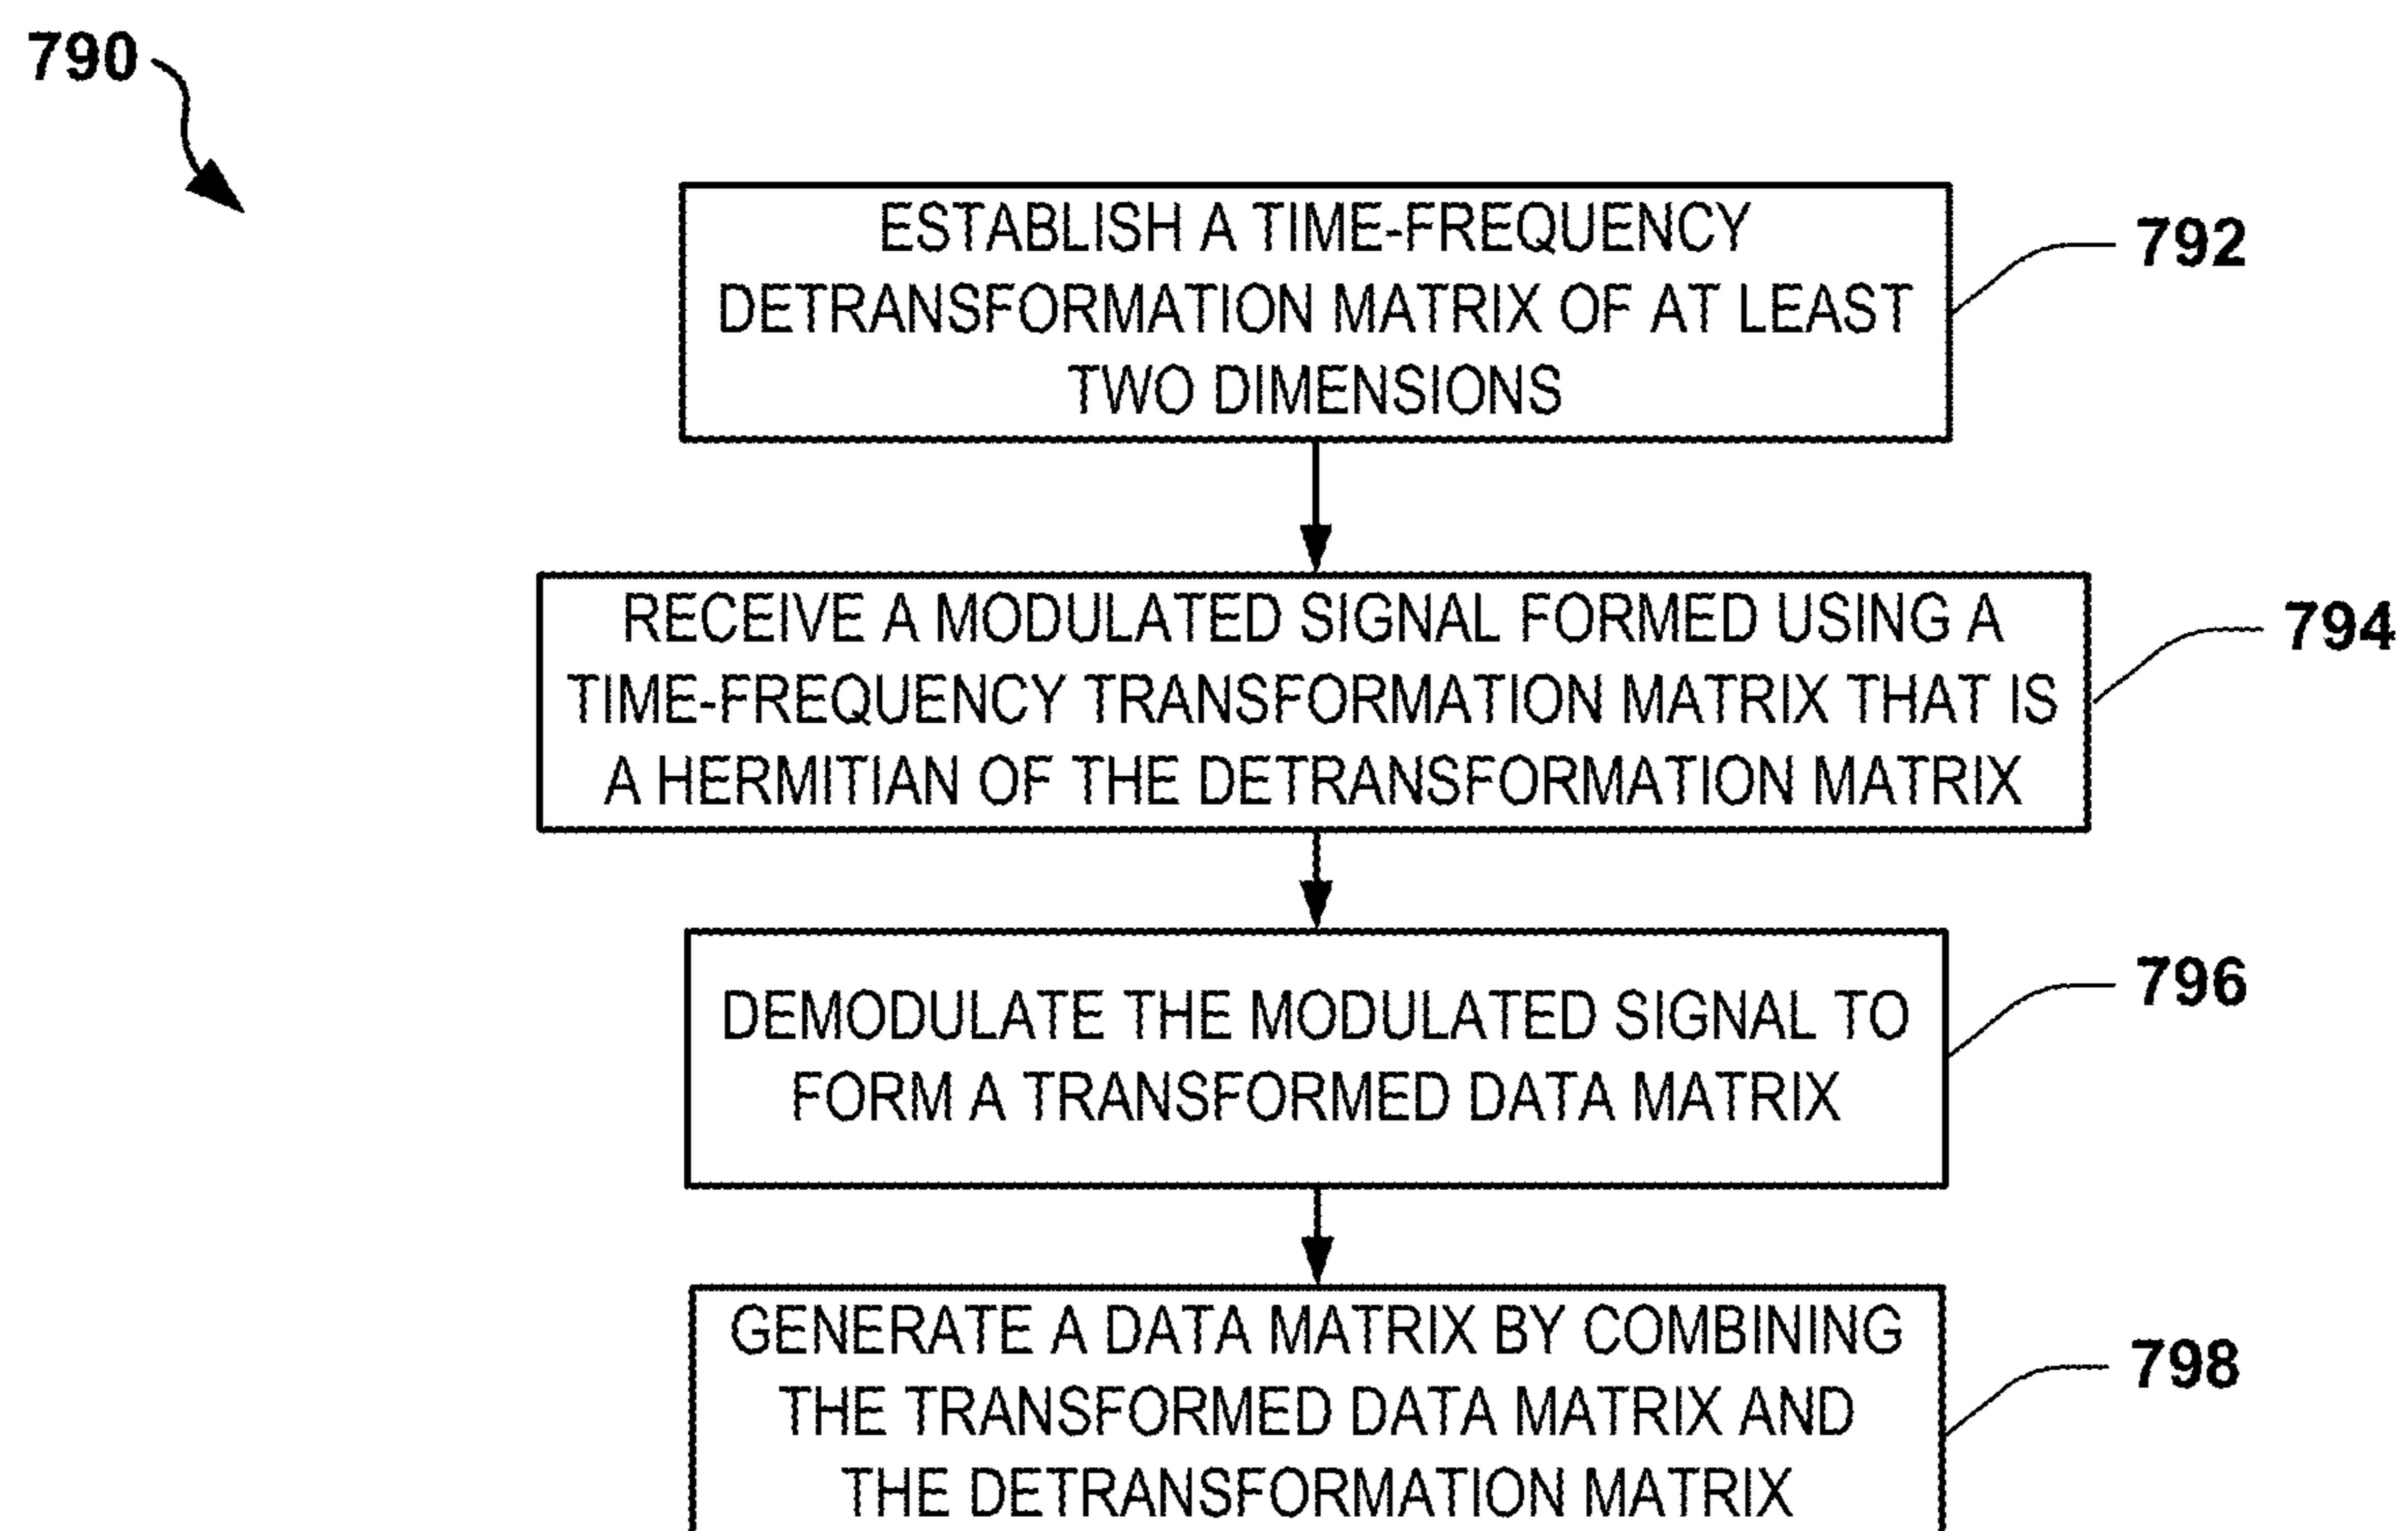 790
ESTABLISH A TIME-FREQUENCY
DETRANSFORMATION MATRIX OF AT LEAST
TWO DIMENSIONS
792
RECEIVE A MODULATED SIGNAL FORMED USING A
TIME-FREQUENCY TRANSFORMATION MATRIX THAT IS
A HERMITIAN OF THE DETRANSFORMATION MATRIX
794
DEMODULATE THE MODULATED SIGNAL TO
FORM A TRANSFORMED DATA MATRIX
796
GENERATE A DATA MATRIX BY COMBINING
THE TRANSFORMED DATA MATRIX AND
THE DETRANSFORMATION MATRIX
798